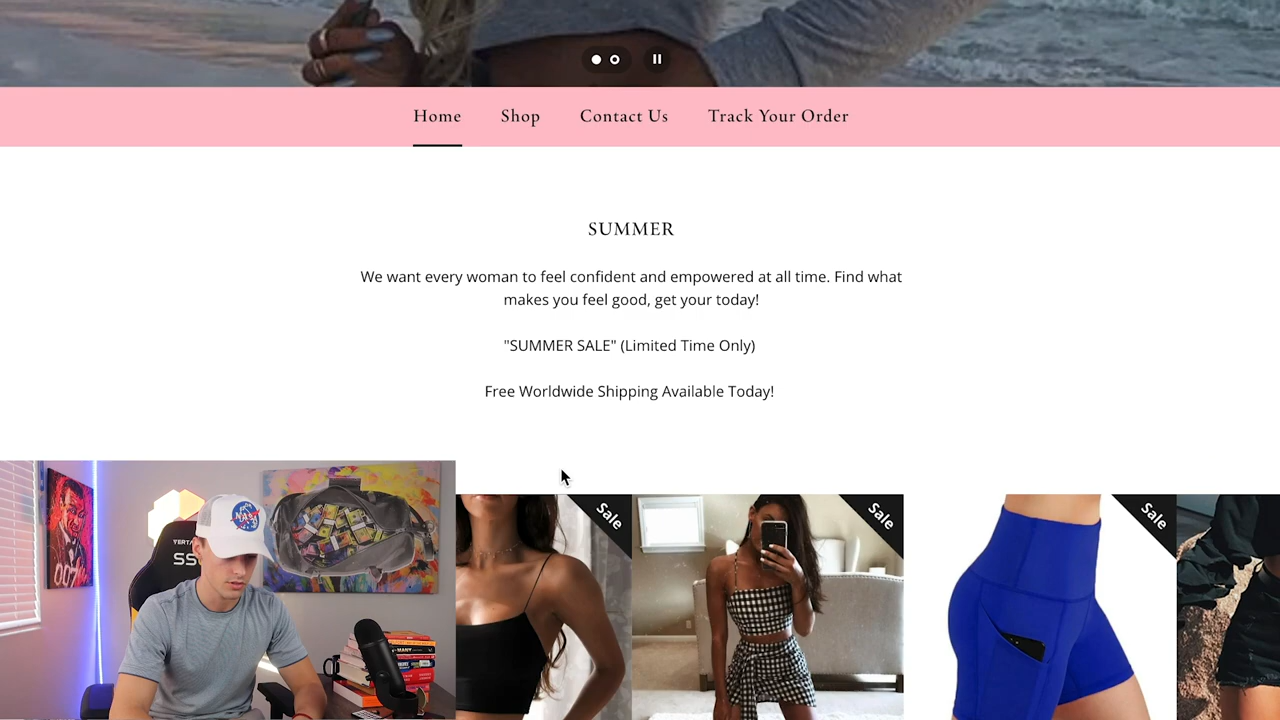 Home Shop Contact Us Track Your Order
SUMMER
We want every woman to feel confident and empowered at all time. Find what
makes you feel good, get your today!
"SUMMER SALE" (Limited Time Only)
Free Worldwide Shipping Available Today!
Sale
Sale
Sale
NASA
007